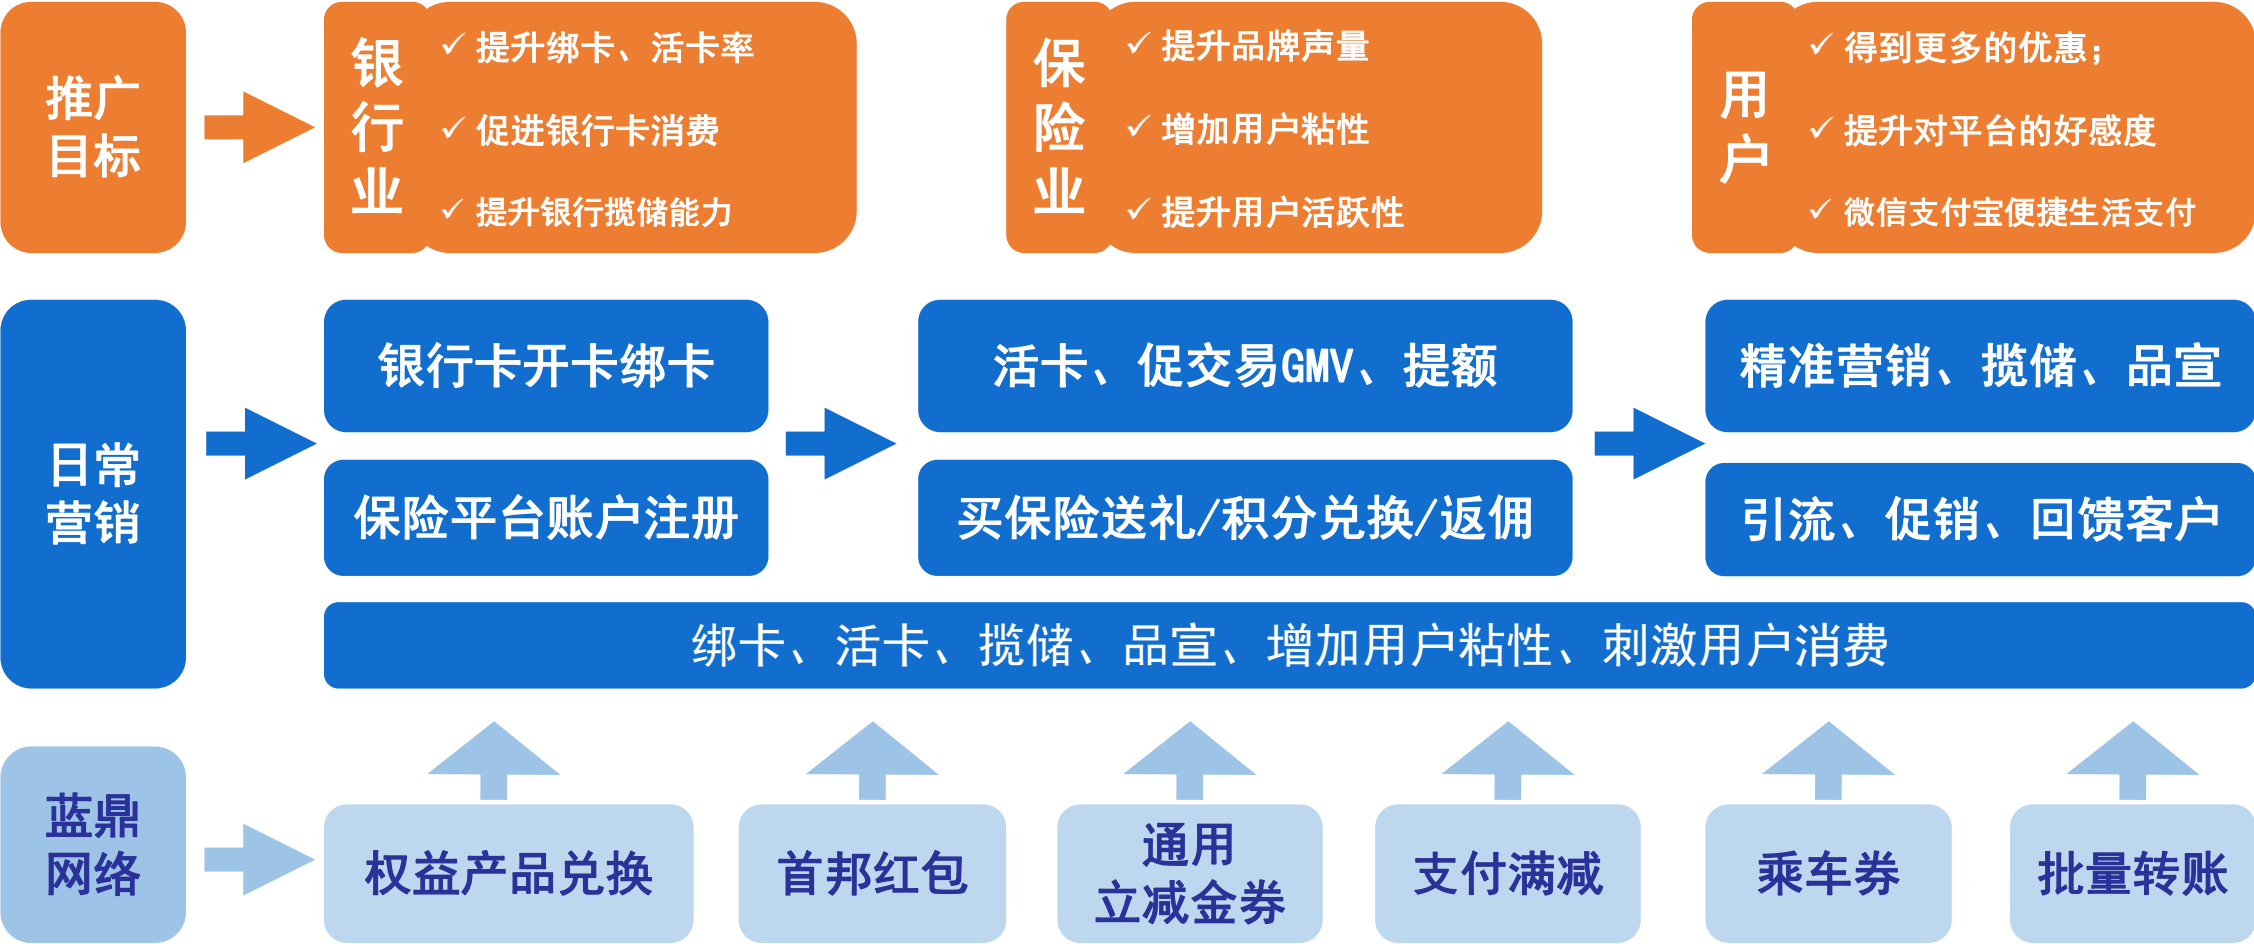 推广
目标
银行业
✓ 提升绑卡、活卡率
✓ 促进银行卡消费
✓ 提升银行揽储能力
保险业
✓ 提升品牌声量
✓ 增加用户粘性
✓ 提升用户活跃性
用户
✓ 得到更多的优惠；
✓ 提升对平台的好感度
✓ 微信支付宝便捷生活支付
日常
营销
银行卡开卡绑卡
活卡、促交易GMV、提额
精准营销、揽储、品宣
保险平台账户注册
买保险送礼/积分兑换/返佣
引流、促销、回馈客户
绑卡、活卡、揽储、品宣、增加用户粘性、刺激用户消费
蓝鼎
网络
权益产品兑换
首邦红包
通用
立减金券
支付满减
乘车券
批量转账